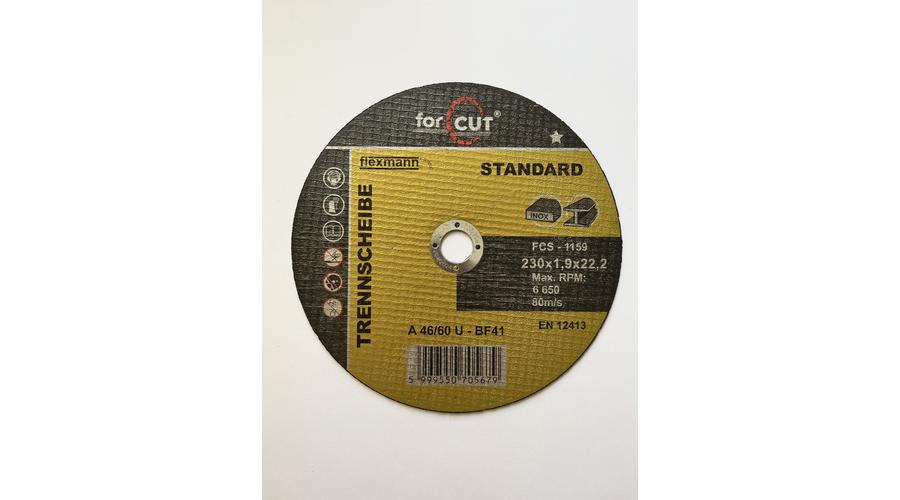 for CUT®
flexmann
STANDARD
TRENNSCHEIBE
INOX
FCS - 1159
230x1,9x22,2
Max. RPM:
6 650
80m/s
EN 12413
A 46/60 U - BF41
5 999550 705679